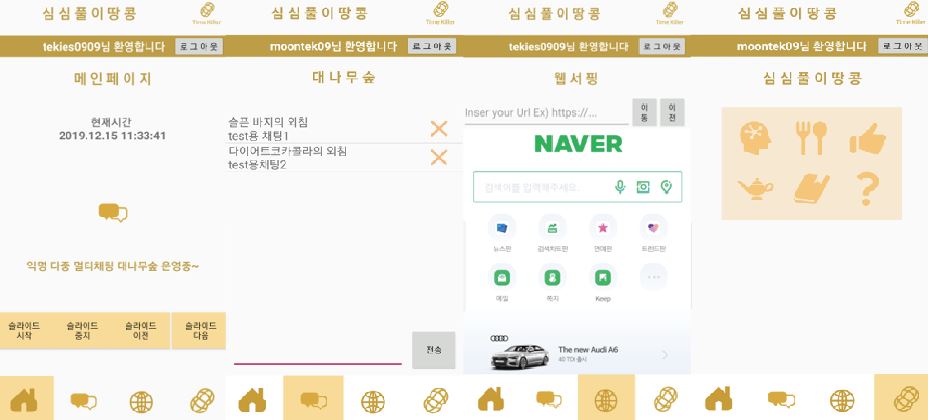 심심풀이땅콩
Time Killer
tekies0909님 환영합니다
로그아웃
메인페이지
현재시간
2019.12.15 11:33:41
익명 다중 멀티채팅 대나무숲 운영중~
슬라이드
시작
슬라이드
중지
슬라이드
이전
슬라이드
다음
심심풀이땅콩
Time Killer
moontek09님 환영합니다
로그아웃
대나무숲
슬픈 바지의 외침
test용 채팅1
다이어트코카콜라의 외침
test용채팅2
전송
심심풀이땅콩
Time Killer
tekies0909님 환영합니다
로그아웃
웹서핑
Inser your Url Ex) https://...
이동
이전
NAVER
검색어를 입력해주세요.
뉴스판
검색차트판
연예판
트렌드판
메일
쪽지
Keep
The new Audi A6
40 TDI 출시
심심풀이땅콩
Time Killer
moontek09님 환영합니다
로그아웃
심심풀이땅콩